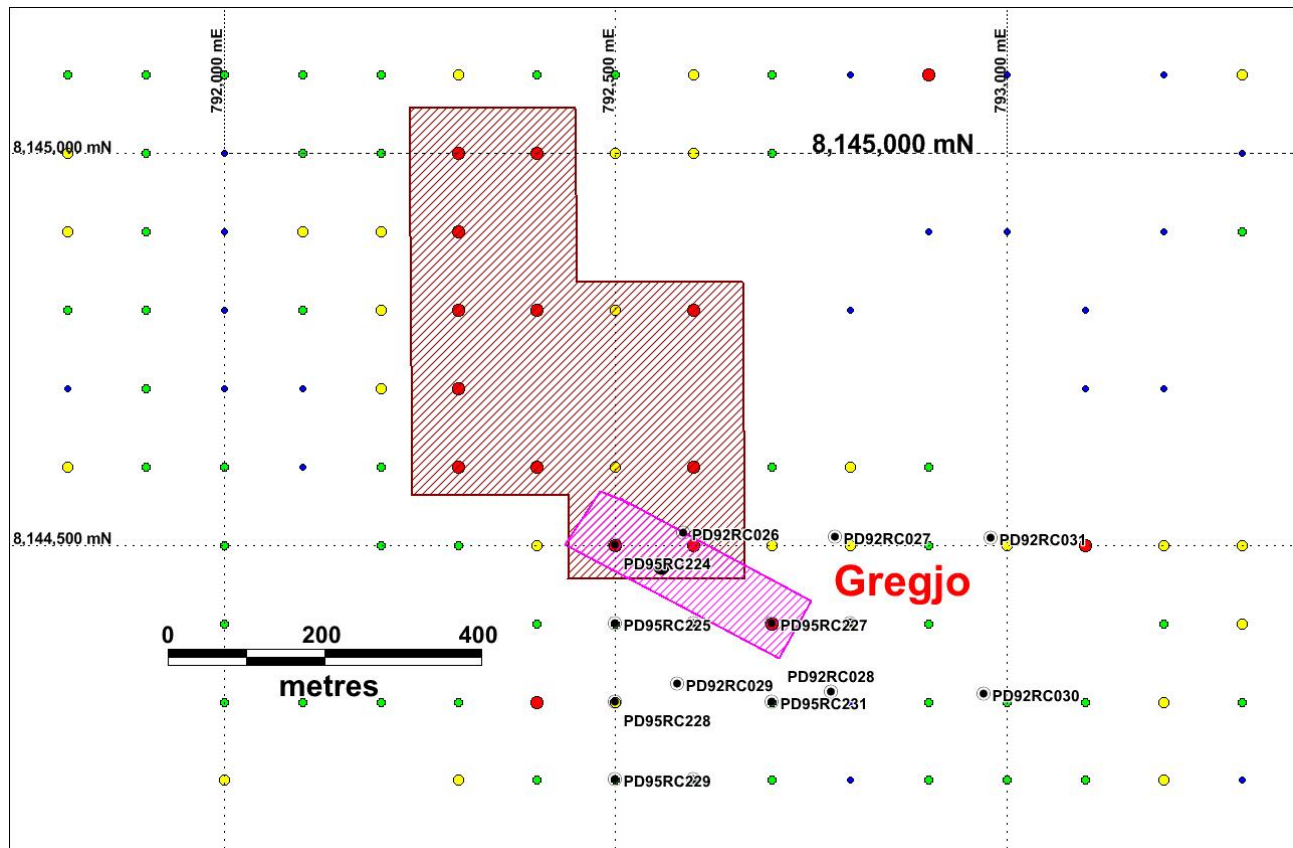 792,000 mE
792,500 mE
793,000 mE
8,145,000 mN
8,145,000 mN
8,144,500 mN
PD92RC026
PD92RC027
PD92RC031
PD95RC224
Gregjo
PD95RC225
PD95RC227
0 200 400
metres
PD92RC029
PD92RC028
PD92RC030
PD95RC231
PD95RC228
PD95RC229